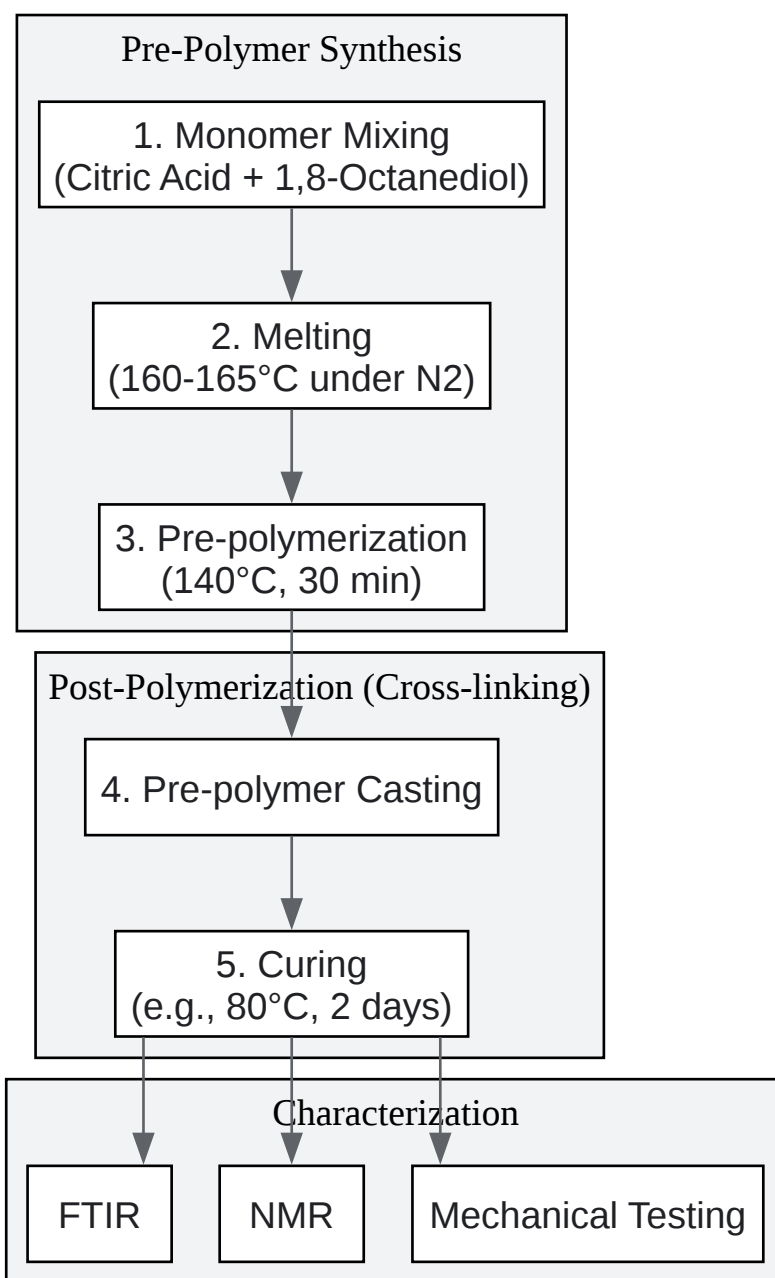 Pre-Polymer Synthesis
1. Monomer Mixing
(Citric Acid + 1,8-Octanediol)
2. Melting
(160-165°C under N2)
3. Pre-polymerization
(140°C, 30 min)
Post-Polymerization (Cross-linking)
4. Pre-polymer Casting
5. Curing
(e.g., 80°C, 2 days)
Characterization
FTIR
NMR
Mechanical Testing